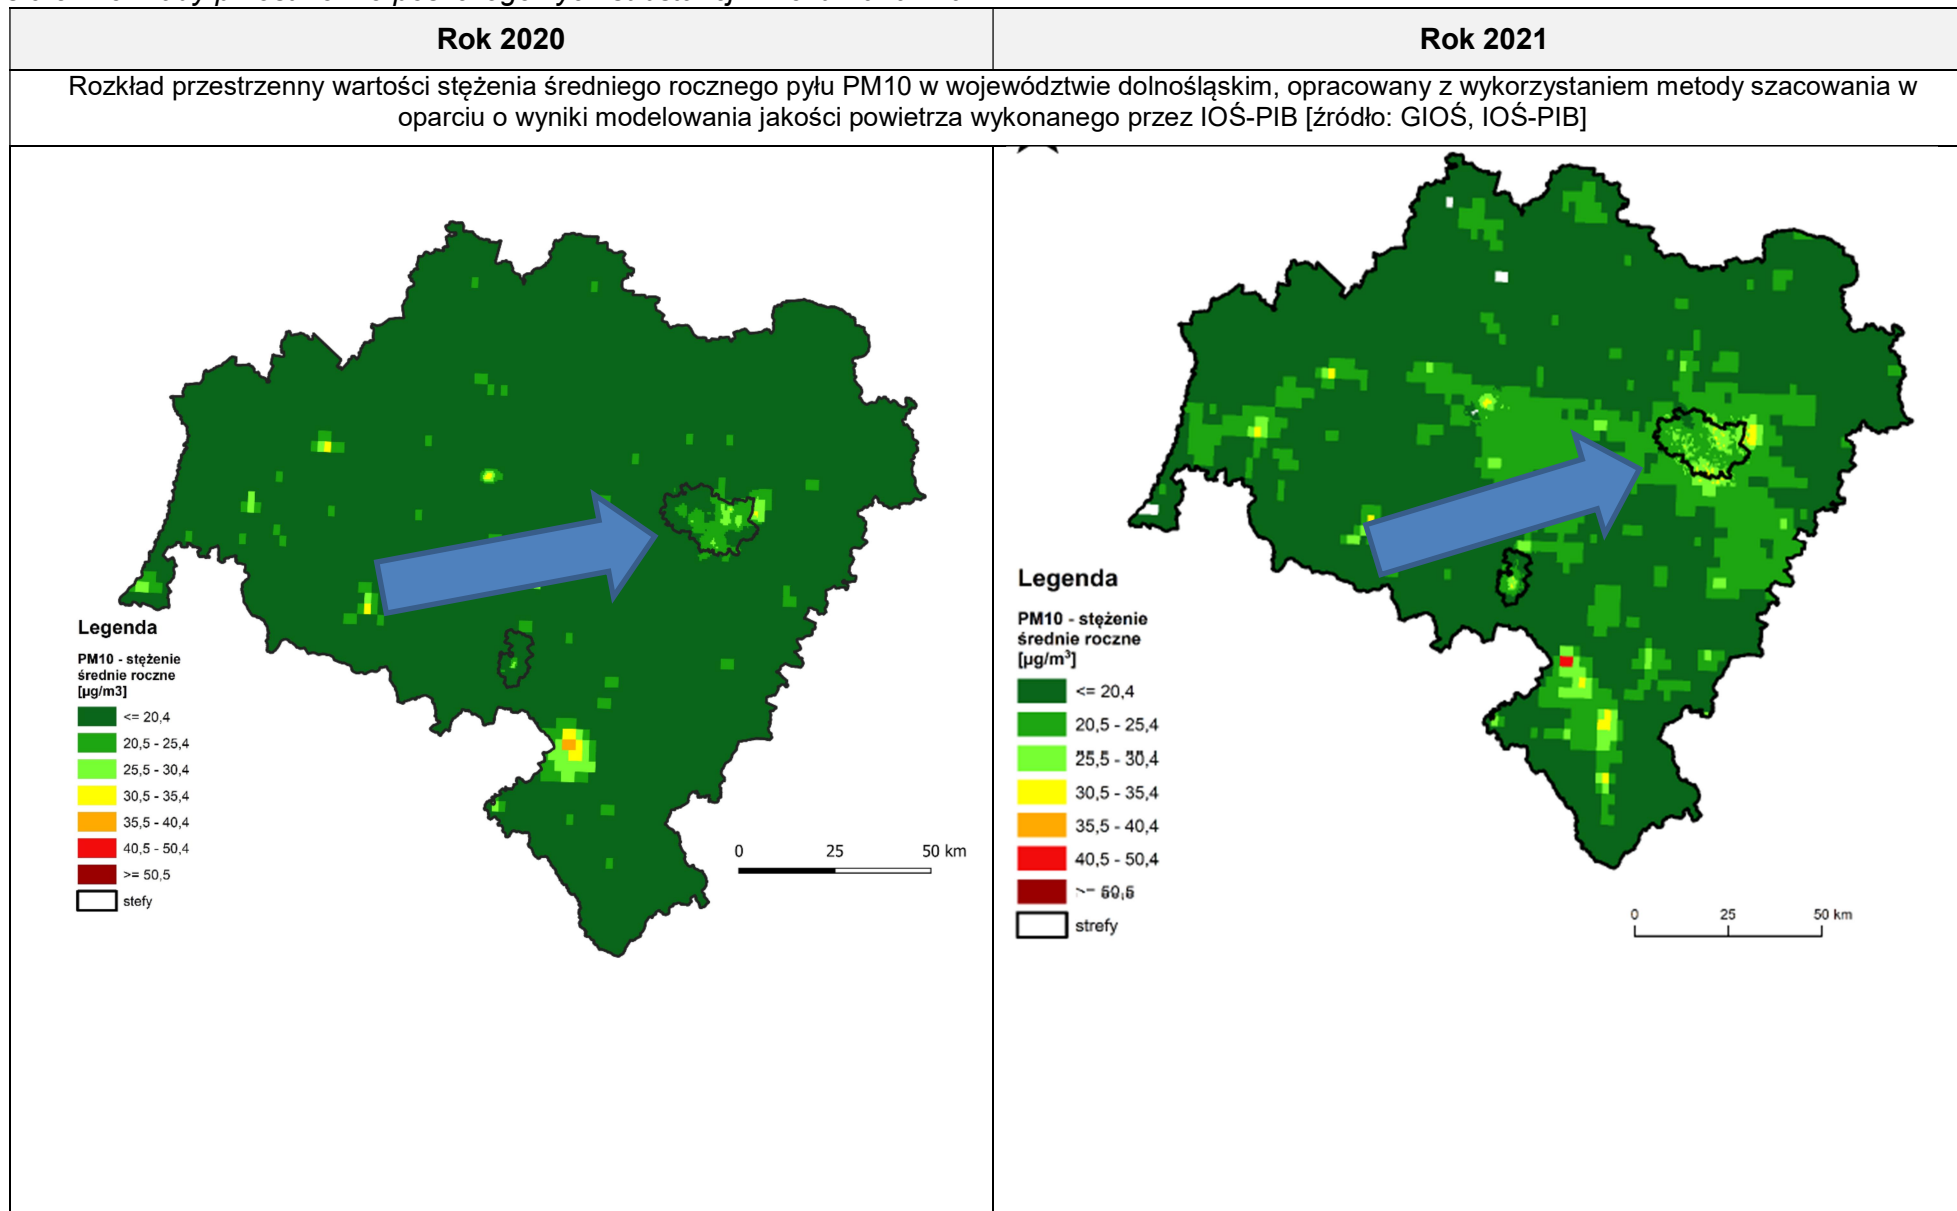 Rok 2020
Rok 2021
Rozkład przestrzenny wartości stężenia średniego rocznego pyłu PM10 w województwie dolnośląskim, opracowany z wykorzystaniem metody szacowania w
oparciu o wyniki modelowania jakości powietrza wykonanego przez IOŚ-PIB [źródło: GIOŚ, IOŚ-PIB]
Legenda
PM10 - stężenie
średnie roczne
[µg/m3]
<= 20,4
20,5 - 25,4
25,5 - 30,4
30,5 - 35,4
35,5 - 40,4
40,5 - 50,4
>= 50,5
stefy
0 25 50 km
Legenda
PM10 - stężenie
średnie roczne
[µg/m³]
<= 20,4
20,5 - 25,4
25,5 - 30,4
30,5 - 35,4
35,5 - 40,4
40,5 - 50,4
strefy
0 25 50 km